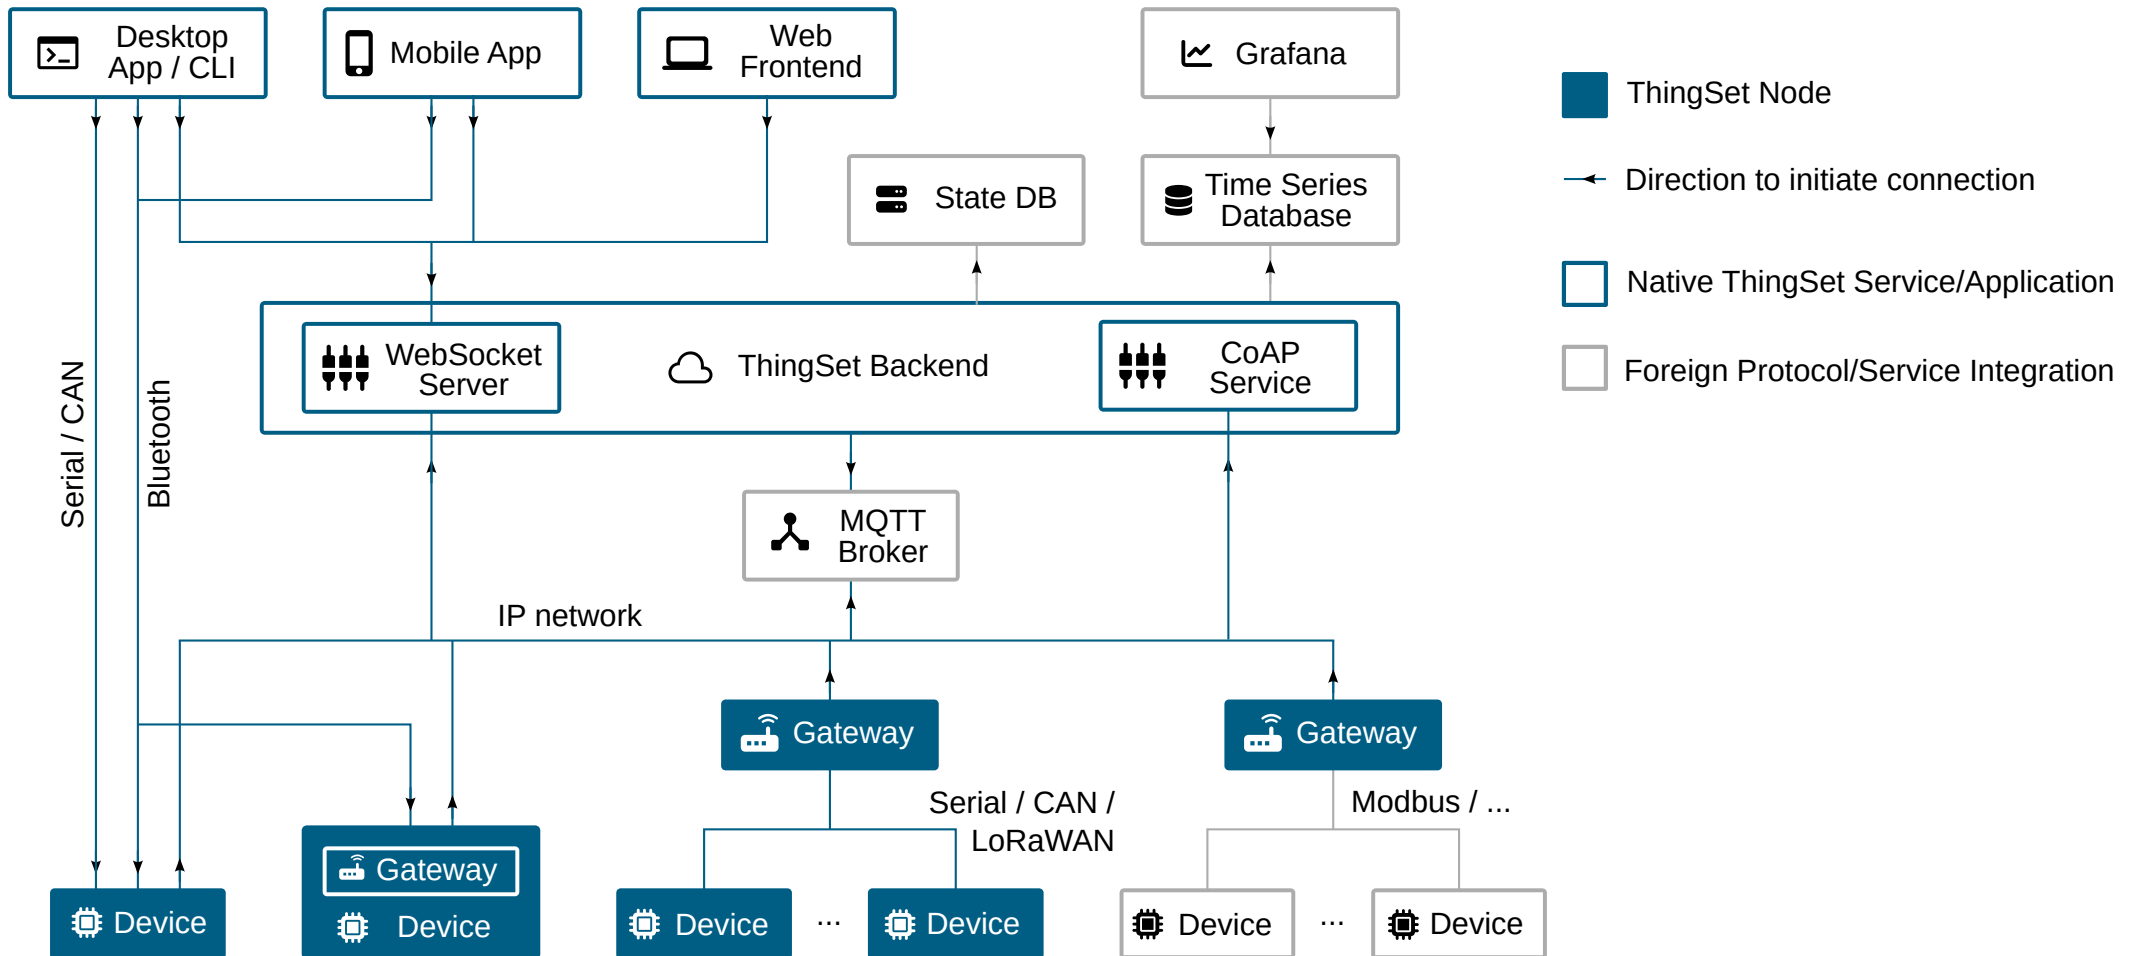 Desktop
App / CLI
Mobile App
Web
Frontend
Grafana
ThingSet Node
Direction to initiate connection
Native ThingSet Service/Application
Foreign Protocol/Service Integration
State DB
Time Series
Database
WebSocket
Server
ThingSet Backend
CoAP
Service
Serial / CAN
Bluetooth
MQTT
Broker
IP network
Gateway
Gateway
Serial / CAN /
LoRaWAN
Modbus / ...
Gateway
Device
Device
Device
...
Device
Device
...
Device